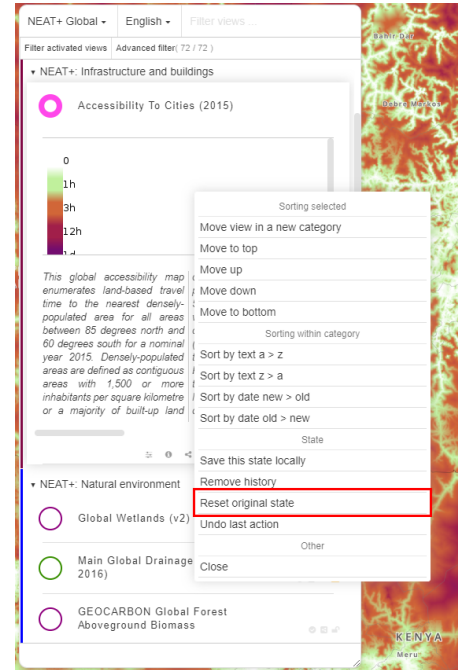 NEAT+ Global
English
Filter views ...
Filter activated views
Advanced filter( 72 / 72 )
NEAT+: Infrastructure and buildings
Accessibility To Cities (2015)
0
1h
3h
12h
This global accessibility map
enumerates land-based travel
time to the nearest densely-
populated area for all areas
between 85 degrees north and
60 degrees south for a nominal
year 2015. Densely-populated
areas are defined as contiguous
areas with 1,500 or more
inhabitants per square kilometre
or a majority of built-up land
Sorting selected
Move view in a new category
Move to top
Move up
Move down
Move to bottom
Sorting within category
Sort by text a > z
Sort by text z > a
Sort by date new > old
Sort by date old > new
State
Save this state locally
Remove history
Reset original state
Undo last action
Other
Close
NEAT+: Natural environment
Global Wetlands (v2)
Main Global Drainage
2016)
GEOCARBON Global Forest
Aboveground Biomass
Bahir Dar
Debre Markos
KENYA
Meru